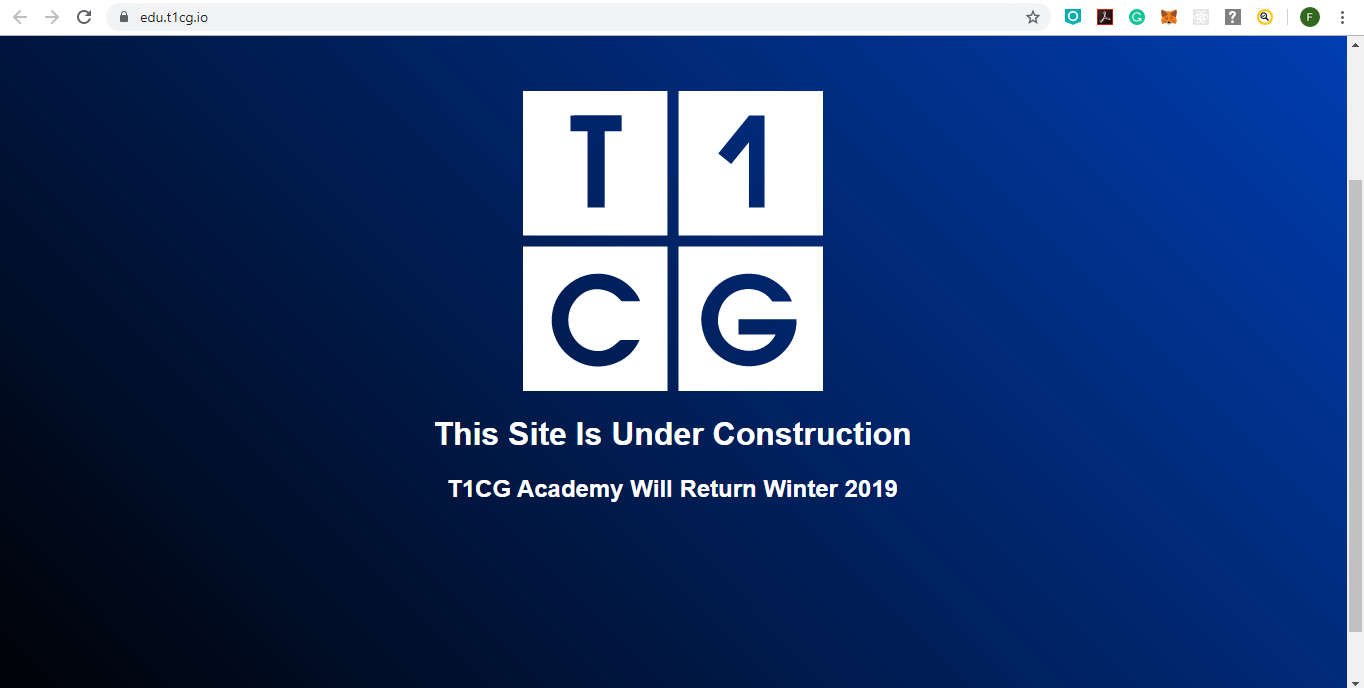 edu.t1cg.io
F
T 1
C G
This Site Is Under Construction
T1CG Academy Will Return Winter 2019